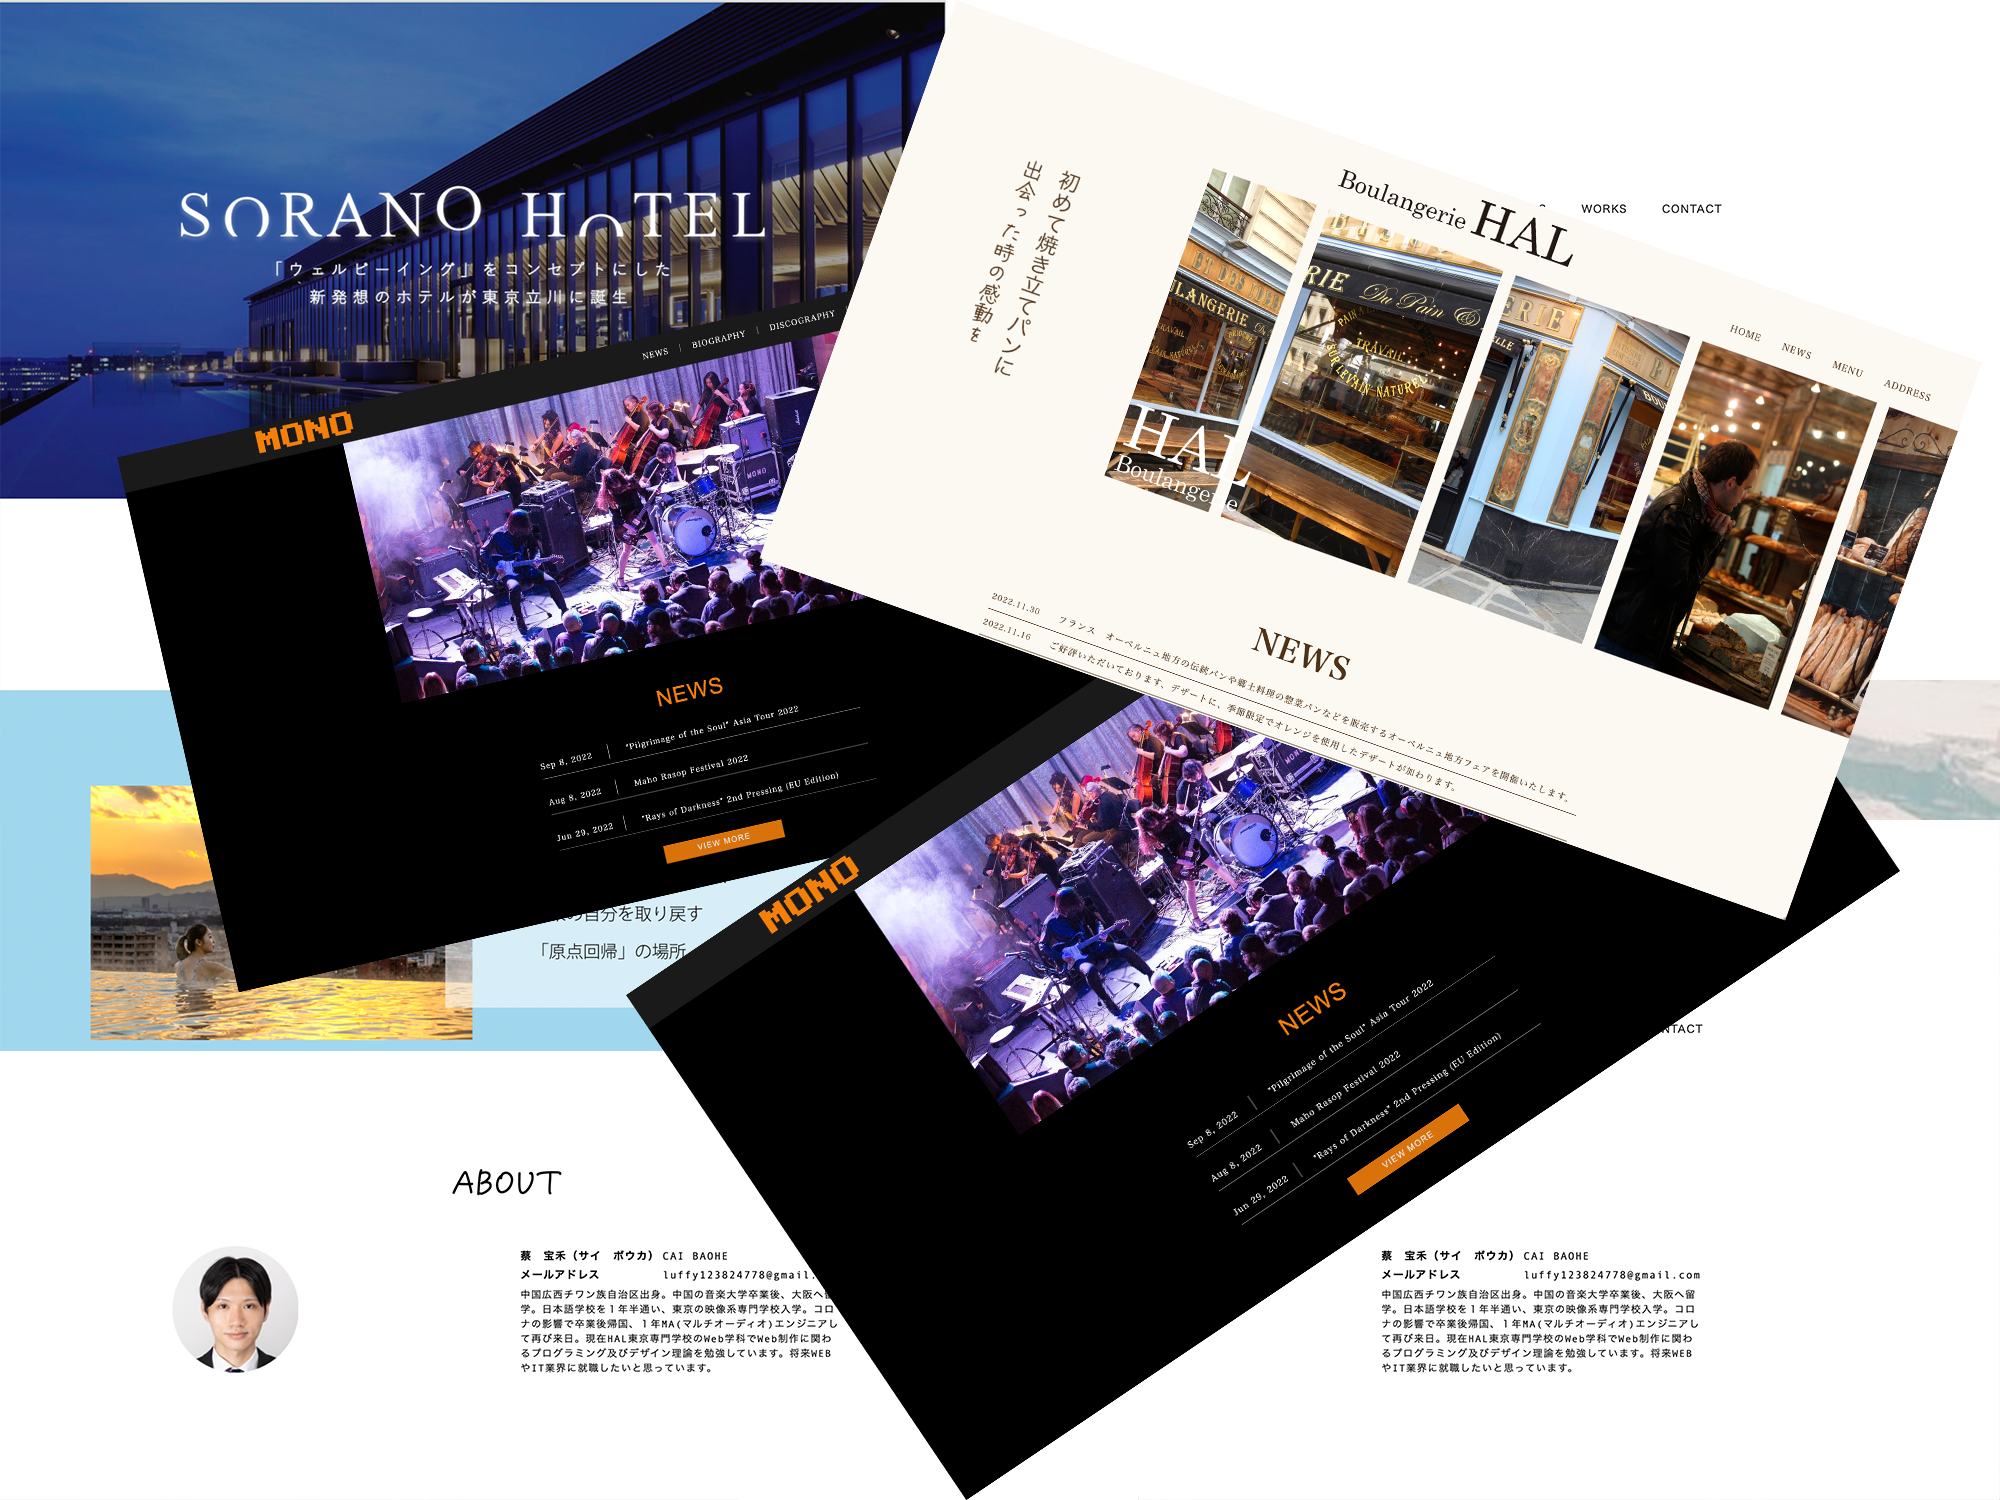 SORANO HOTEL
「ウェルビーイング」をコンセプトにした
新発想のホテルが東京立川に誕生
NEWS | BIOGRAPHY | DISCOGRAPHY
MONO
MONO
NEWS
Sep 8, 2022 | "Pilgrimage of the Soul" Asia Tour 2022
Aug 8, 2022 | Maho Rasop Festival 2022
Jun 29, 2022 | "Rays of Darkness" 2nd Pressing (EU Edition)
VIEW MORE
初めて焼き立てパンに
出会った時の感動を
Boulangerie HAL
WORKS CONTACT
HOME NEWS MENU ADDRESS
ET DES
ULANGERIE Du
TRAVAIL
RIE Du Pain &
PAIN
TRAVAIL
SUR LEVAIN NATUREL
ERIE
ELLE
BOU
HAL
Boulangerie
NEWS
2022.11.30 フランス オーベルニュ地方の伝統パンや郷土料理の惣菜パンなどを販売するオーベルニュ地方フェアを開催いたします。
2022.11.16 ご好評いただいております、デザートに、季節限定でオレンジを使用したデザートが加わります。
の自分を取り戻す
「原点回帰」の場所
MONO
NEWS
Sep 8, 2022 | "Pilgrimage of the Soul" Asia Tour 2022
Aug 8, 2022 | Maho Rasop Festival 2022
Jun 29, 2022 | "Rays of Darkness" 2nd Pressing (EU Edition)
VIEW MORE
NTACT
ABOUT
蔡 宝禾（サイ ボウカ） CAI BAOHE
メールアドレス luffy123824778@gmail.
中国広西チワン族自治区出身。中国の音楽大学卒業後、大阪へ留
学。日本語学校を１年半通い、東京の映像系専門学校入学。コロ
ナの影響で卒業後帰国、１年MA(マルチオーディオ)エンジニアし
て再び来日。現在HAL東京専門学校のWeb学科でWeb制作に関わ
るプログラミング及びデザイン理論を勉強しています。将来WEB
やIT業界に就職したいと思っています。
蔡 宝禾（サイ ボウカ） CAI BAOHE
メールアドレス luffy123824778@gmail.com
中国広西チワン族自治区出身。中国の音楽大学卒業後、大阪へ留
学。日本語学校を１年半通い、東京の映像系専門学校入学。コロ
ナの影響で卒業後帰国、１年MA(マルチオーディオ)エンジニアし
て再び来日。現在HAL東京専門学校のWeb学科でWeb制作に関わ
るプログラミング及びデザイン理論を勉強しています。将来WEB
やIT業界に就職したいと思っています。